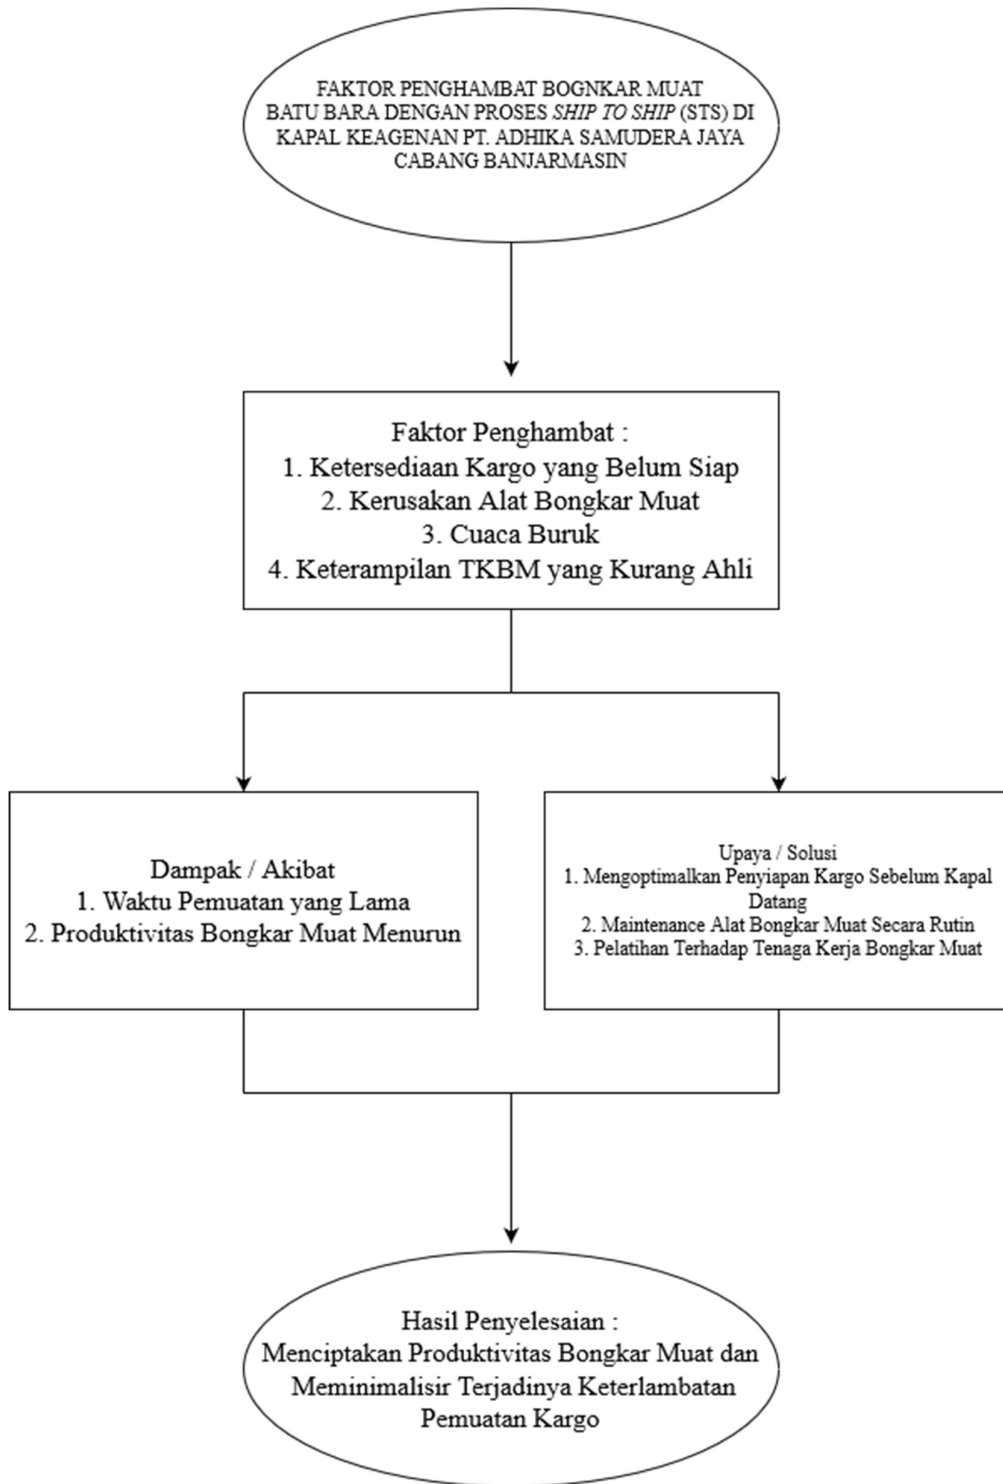 FAKTOR PENGHAMBAT BOGNKAR MUAT
BATU BARA DENGAN PROSES SHIP TO SHIP (STS) DI
KAPAL KEAGENAN PT. ADHIKA SAMUDERA JAYA
CABANG BANJARMASIN
Faktor Penghambat :
1. Ketersediaan Kargo yang Belum Siap
2. Kerusakan Alat Bongkar Muat
3. Cuaca Buruk
4. Keterampilan TKBM yang Kurang Ahli
Dampak / Akibat
1. Waktu Pemuatan yang Lama
2. Produktivitas Bongkar Muat Menurun
Upaya / Solusi
1. Mengoptimalkan Penyiapan Kargo Sebelum Kapal
Datang
2. Maintenance Alat Bongkar Muat Secara Rutin
3. Pelatihan Terhadap Tenaga Kerja Bongkar Muat
Hasil Penyelesaian :
Menciptakan Produktivitas Bongkar Muat dan
Meminimalisir Terjadinya Keterlambatan
Pemuatan Kargo